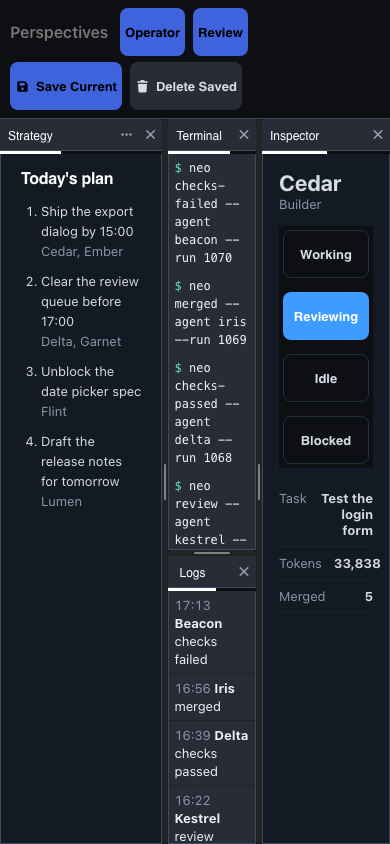 Perspectives
Operator
Review
Save Current
Delete Saved
Strategy
Today's plan
1. Ship the export
dialog by 15:00
Cedar, Ember
2. Clear the review
queue before
17:00
Delta, Garnet
3. Unblock the
date picker spec
Flint
4. Draft the
release notes
for tomorrow
Lumen
Terminal
$ neo
checks-
failed --
agent
beacon --
run 1070
$ neo
merged --
agent iris
--run 1069
$ neo
checks-
passed --
agent
delta --
run 1068
$ neo
review --
agent
kestrel --
Logs
17:13
Beacon
checks
failed
16:56 Iris
merged
16:39 Delta
checks
passed
16:22
Kestrel
review
Inspector
Cedar
Builder
Working
Reviewing
Idle
Blocked
Task Test the
login
form
Tokens 33,838
Merged 5